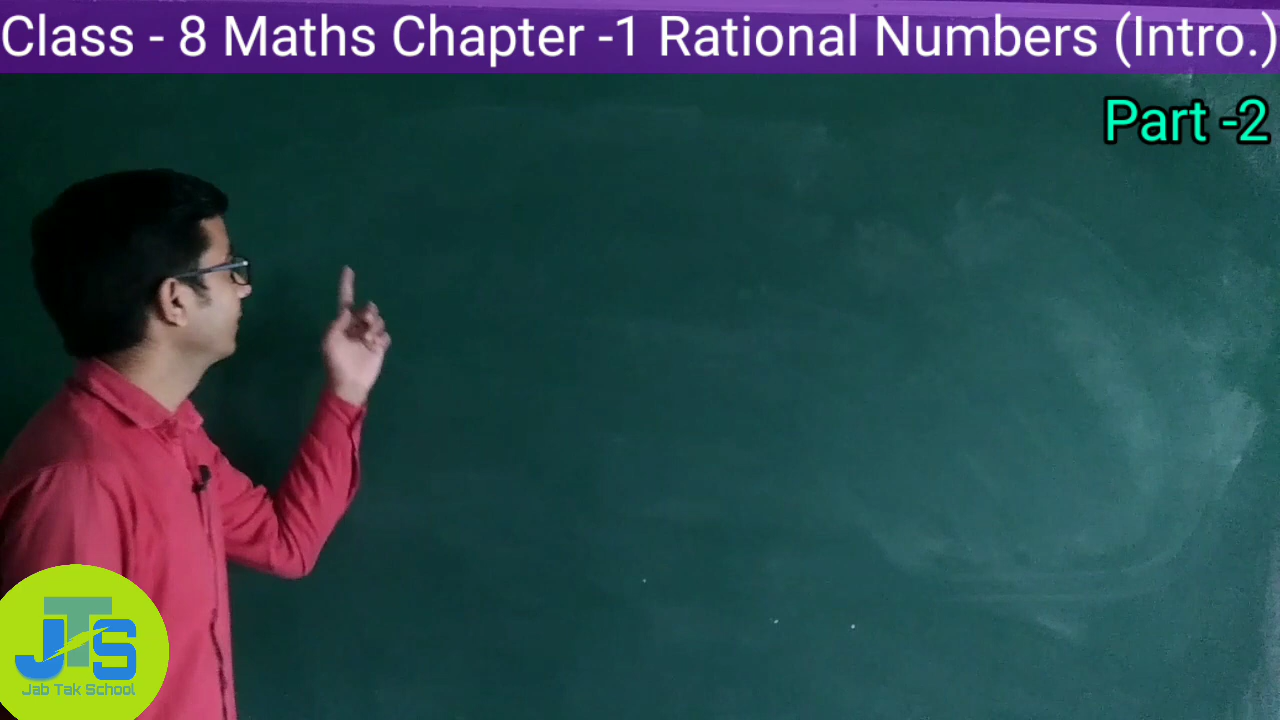 Class - 8 Maths Chapter -1 Rational Numbers (Intro.)
Part -2
JTS
Jab Tak School